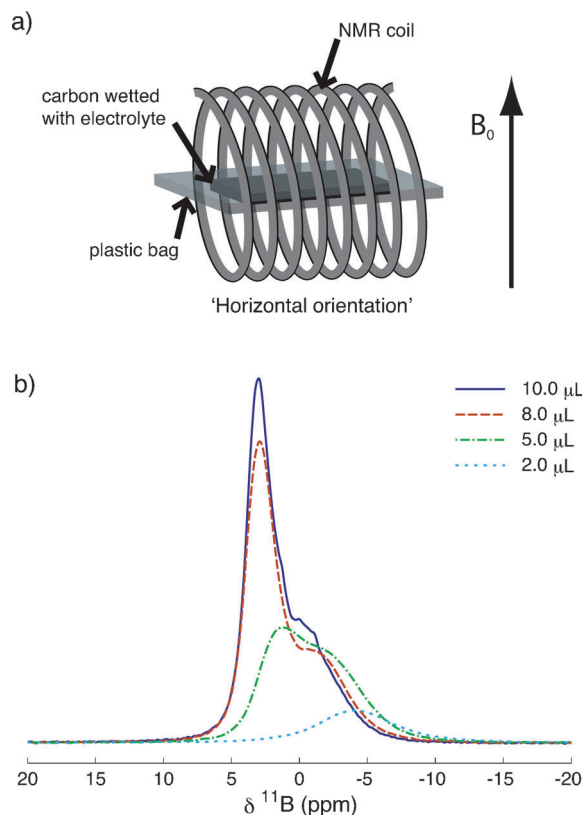 a)
NMR coil
carbon wetted
with electrolyte
B₀
plastic bag
'Horizontal orientation'
b)
10.0 μL
8.0 μL
5.0 μL
2.0 μL
20 15 10 5 0 -5 -10 -15 -20
δ ¹¹B (ppm)